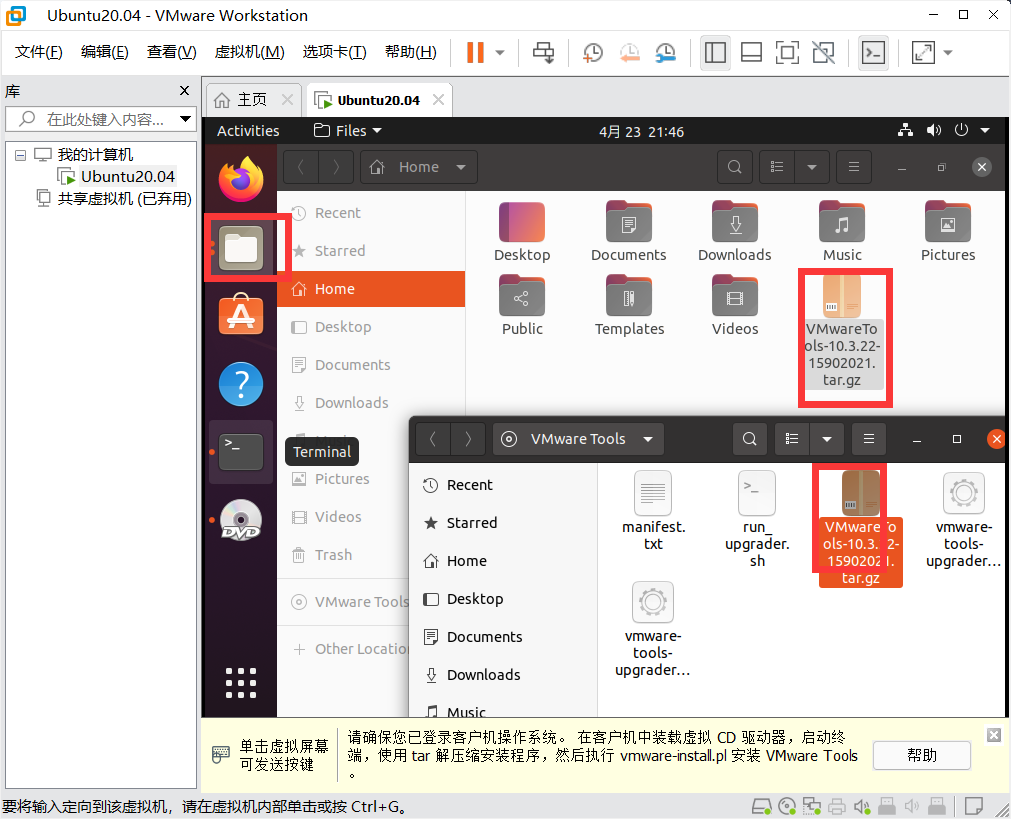 Ubuntu20.04 - VMware Workstation
文件(F) 编辑(E) 查看(V) 虚拟机(M) 选项卡(T) 帮助(H)
库
在此处键入内容...
我的计算机
Ubuntu20.04
共享虚拟机 (已弃用)
主页
Ubuntu20.04
Activities
Files
4月 23 21:46
Home
Recent
Starred
Home
Desktop
Documents
Downloads
Pictures
Videos
Trash
VMware Tools
Other Locatio
Terminal
DVD
Desktop
Documents
Downloads
Music
Pictures
Public
Templates
Videos
VMwareTo
ols-10.3.22-
15902021.
tar.gz
VMware Tools
Recent
Starred
Home
Desktop
Documents
Downloads
Music
manifest.
txt
run_
upgrader.
sh
VMwareTo
ols-10.3.22-
15902021.
tar.gz
vmware-
tools-
upgrader...
vmware-
tools-
upgrader...
单击虚拟屏幕
可发送按键
请确保您已登录客户机操作系统。 在客户机中装载虚拟 CD 驱动器，启动终
端，使用 tar 解压缩安装程序，然后执行 vmware-install.pl 安装 VMware Tools
。
帮助
要将输入定向到该虚拟机，请在虚拟机内部单击或按 Ctrl+G。